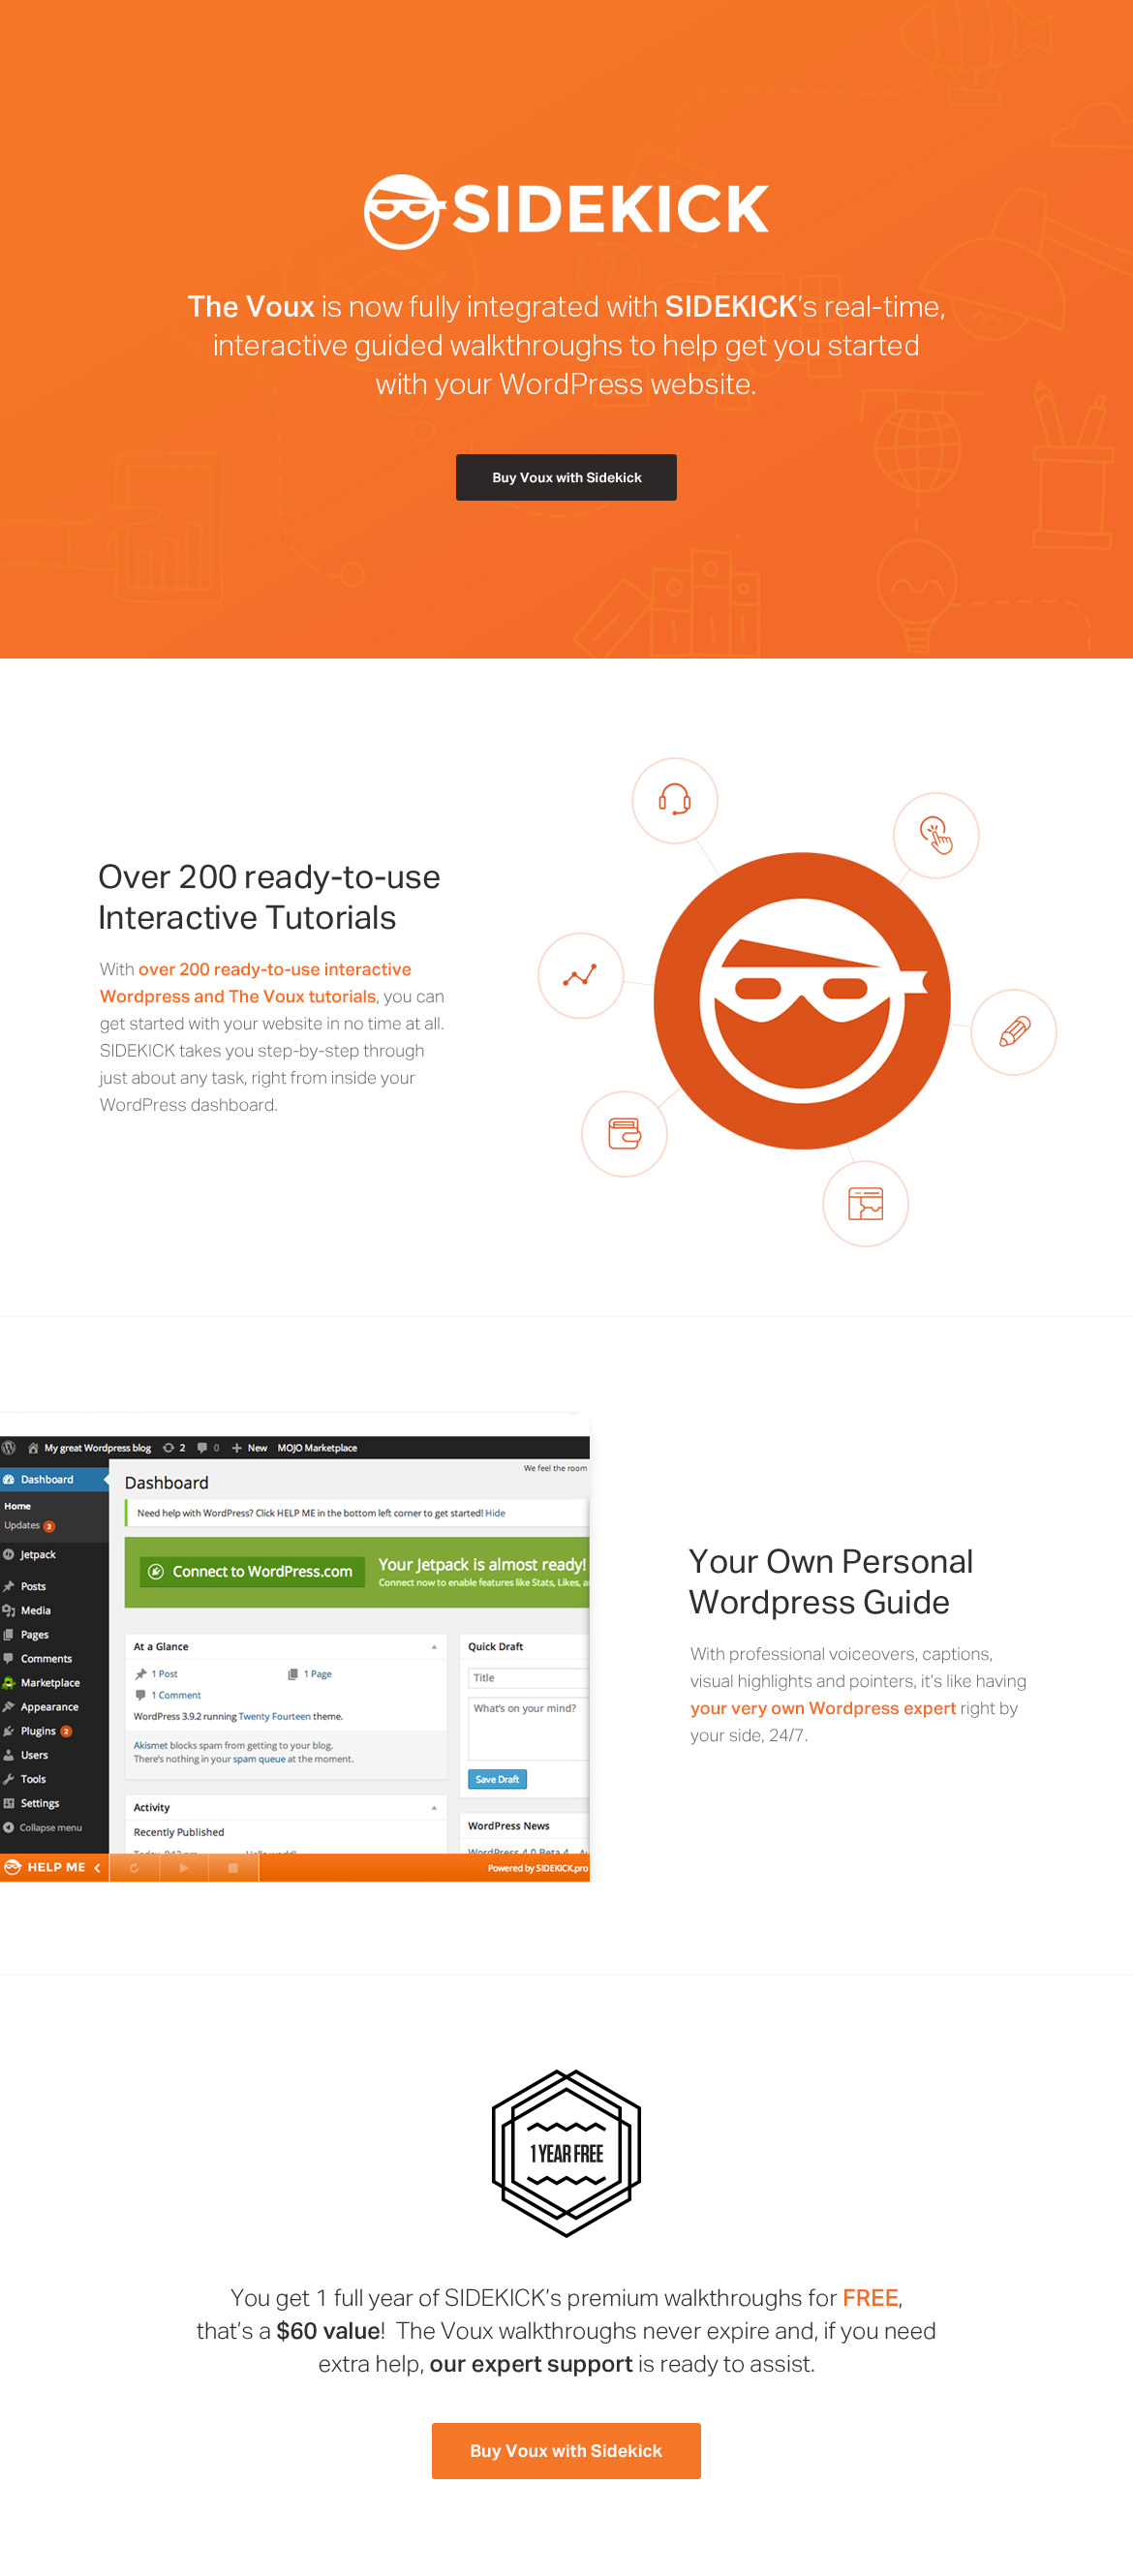 SIDEKICK
The Voux is now fully integrated with SIDEKICK's real-time,
interactive guided walkthroughs to help get you started
with your WordPress website.
Buy Voux with Sidekick
Over 200 ready-to-use
Interactive Tutorials
With over 200 ready-to-use interactive
Wordpress and The Voux tutorials, you can
get started with your website in no time at all.
SIDEKICK takes you step-by-step through
just about any task, right from inside your
WordPress dashboard.
My great Wordpress blog 2 0 + New MOJO Marketplace
We feel the room
Dashboard
Home
Updates 2
Jetpack
Posts
Media
Pages
Comments
Marketplace
Appearance
Plugins 2
Users
Tools
Settings
Collapse menu
Dashboard
Need help with WordPress? Click HELP ME in the bottom left corner to get started! Hide
Connect to WordPress.com
Your Jetpack is almost ready!
Connect now to enable features like Stats, Likes,
At a Glance
1 Post
1 Page
1 Comment
WordPress 3.9.2 running Twenty Fourteen theme.
Akismet blocks spam from getting to your blog.
There's nothing in your spam queue at the moment.
Activity
Recently Published
Quick Draft
Title
What's on your mind?
Save Draft
WordPress News
HELP ME
Powered by SIDEKICK.pro
Your Own Personal
Wordpress Guide
With professional voiceovers, captions,
visual highlights and pointers, it's like having
your very own Wordpress expert right by
your side, 24/7.
1 YEAR FREE
You get 1 full year of SIDEKICK's premium walkthroughs for FREE,
that's a $60 value! The Voux walkthroughs never expire and, if you need
extra help, our expert support is ready to assist.
Buy Voux with Sidekick